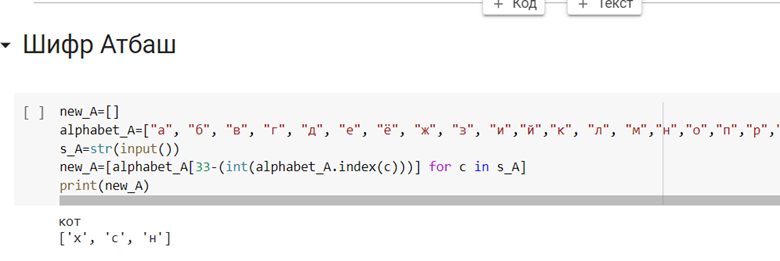 + Код + Текст
Шифр Атбаш
[ ] new_A=[]
alphabet_A=["а", "б", "в", "г", "д", "е", "ё", "ж", "з", "и","й","к", "л", "м","н","о","п","р","
s_A=str(input())
new_A=[alphabet_A[33-(int(alphabet_A.index(c)))] for c in s_A]
print(new_A)
кот
['х', 'с', 'н']